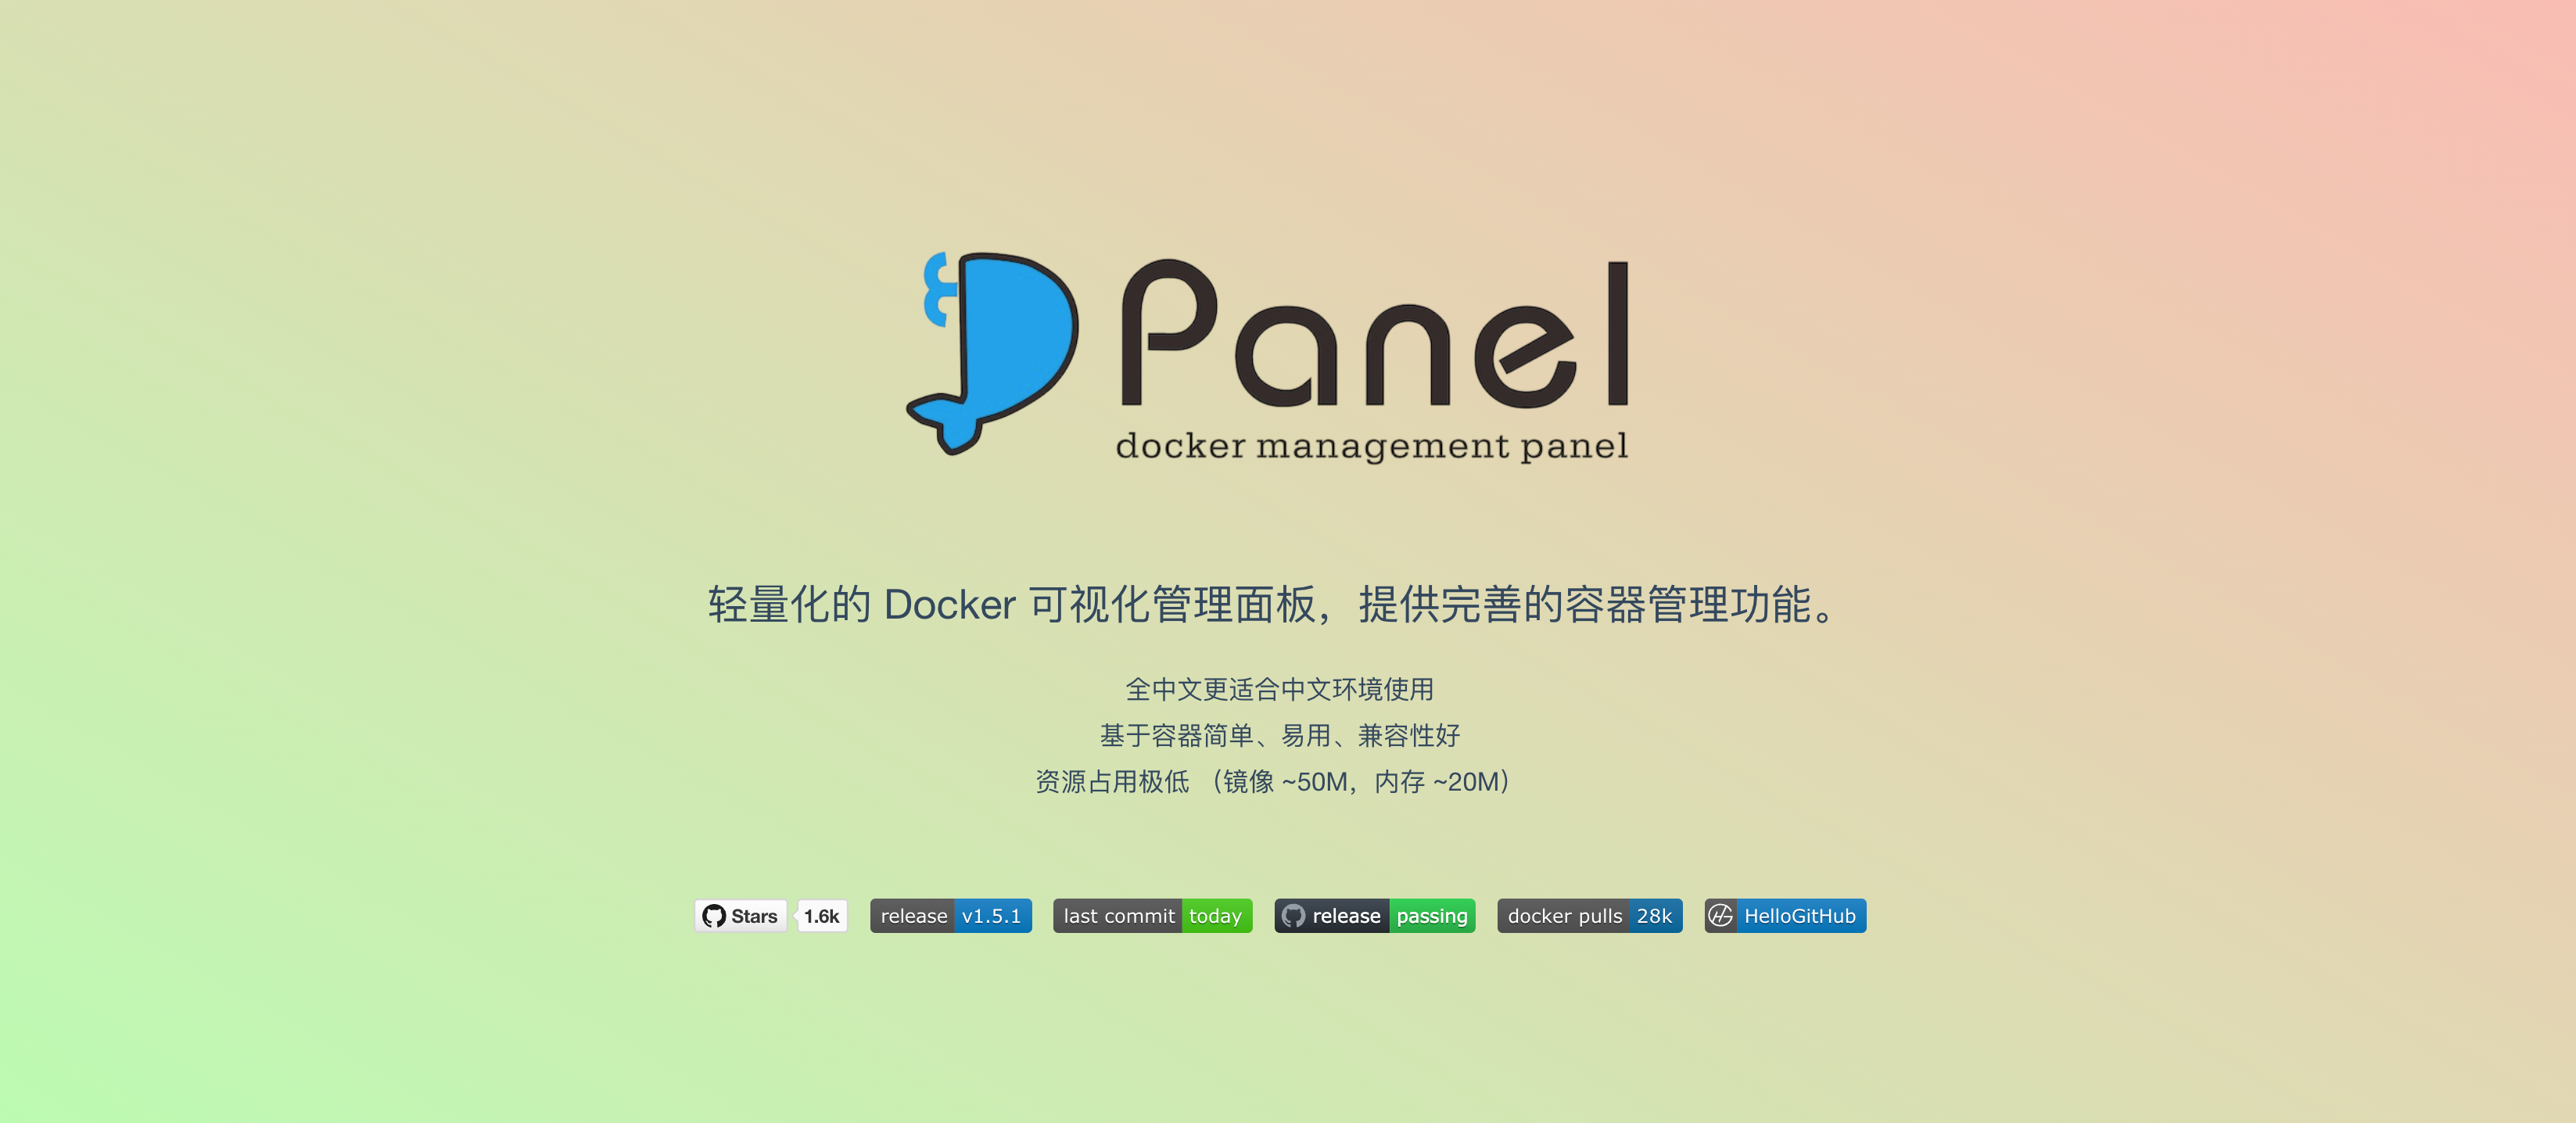 DPanel
docker management panel
轻量化的 Docker 可视化管理面板，提供完善的容器管理功能。
全中文更适合中文环境使用
基于容器简单、易用、兼容性好
资源占用极低 （镜像 ~50M，内存 ~20M）
Stars 1.6k release v1.5.1 last commit today release passing docker pulls 28k HelloGitHub